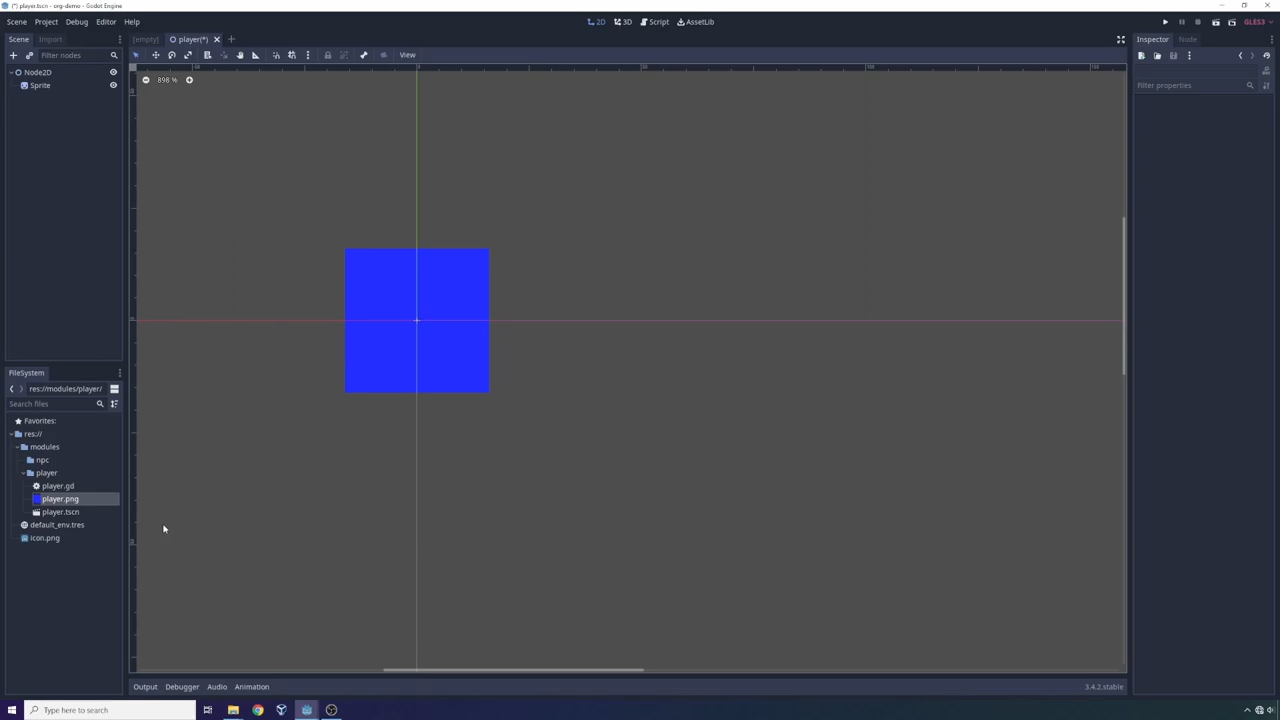 (*) player.tscn - org-demo - Godot Engine
Scene Project Debug Editor Help
2D 3D Script AssetLib
GLES3
Scene Import
[empty] player(*)
Inspector Node
Filter nodes
View
Node2D
898 %
Filter properties
Sprite
FileSystem
res://modules/player/
Search files
Favorites:
res://
modules
npc
player
player.gd
player.png
player.tscn
default_env.tres
icon.png
Output Debugger Audio Animation
3.4.2.stable
Type here to search